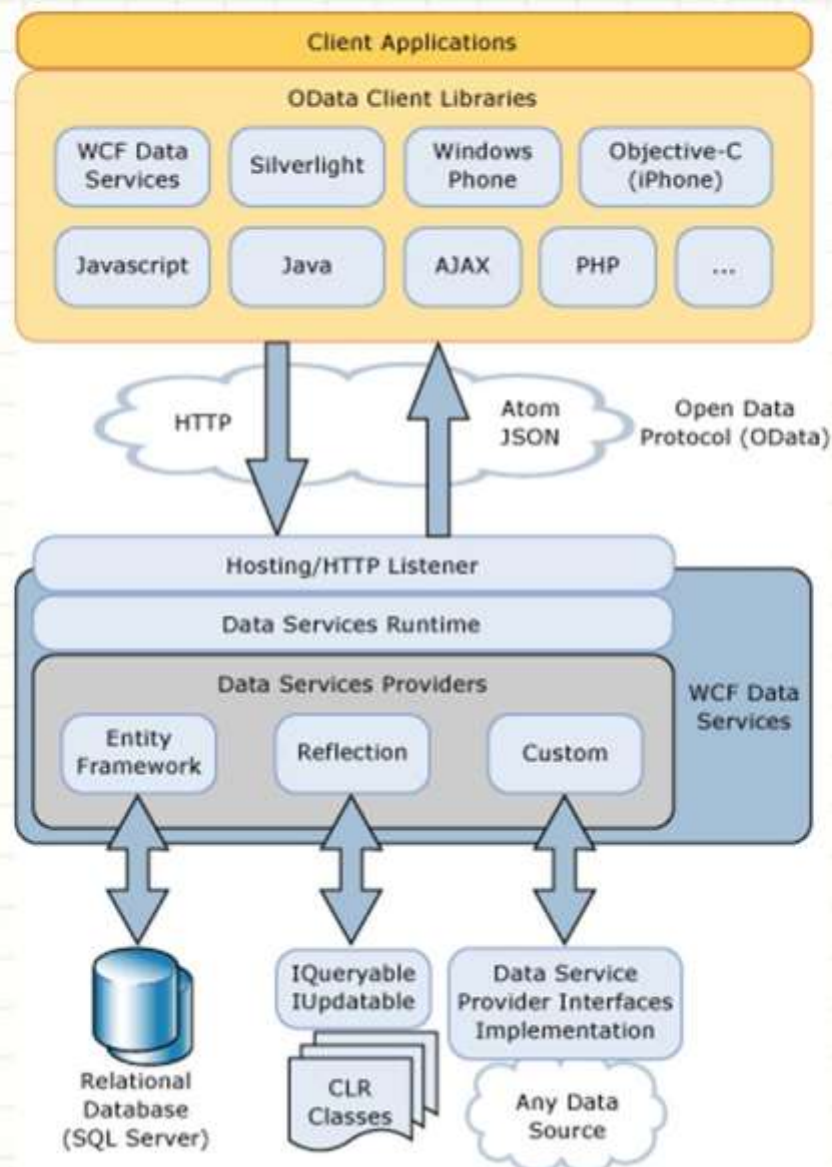 Client Applications
OData Client Libraries
WCF Data
Services
Silverlight
Windows
Phone
Objective-C
(iPhone)
Javascript
Java
AJAX
PHP
...
HTTP
Atom
JSON
Open Data
Protocol (OData)
Hosting/HTTP Listener
Data Services Runtime
Data Services Providers
WCF Data
Services
Entity
Framework
Reflection
Custom
Relational
Database
(SQL Server)
IQueryable
IUpdatable
CLR
Classes
Data Service
Provider Interfaces
Implementation
Any Data
Source